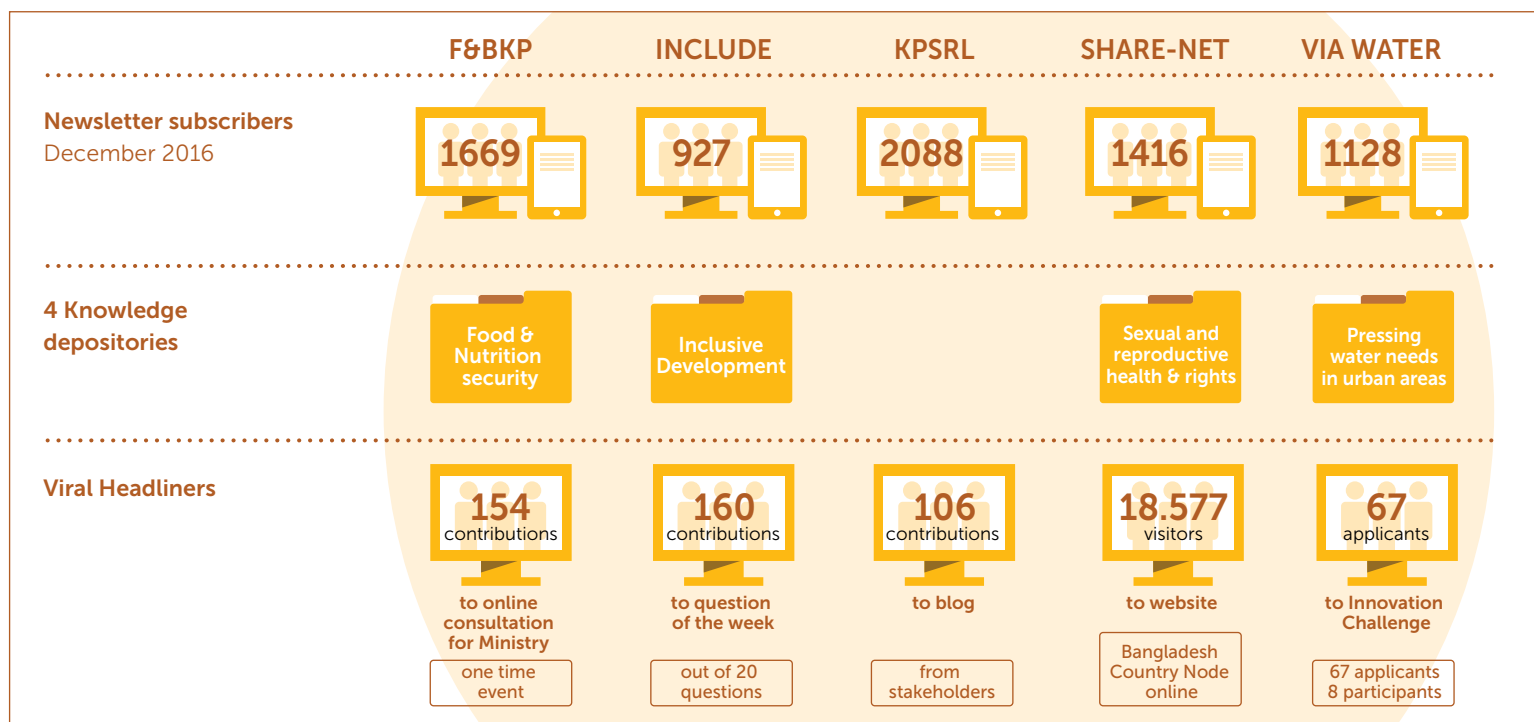 F&BKP INCLUDE KPSRL SHARE-NET VIA WATER
Newsletter subscribers
December 2016
1669 927 2088 1416 1128
4 Knowledge
depositories
Food &
Nutrition
security
Inclusive
Development
Sexual and
reproductive
health & rights
Pressing
water needs
in urban areas
Viral Headliners
154
contributions
to online
consultation
for Ministry
one time
event
160
contributions
to question
of the week
out of 20
questions
106
contributions
to blog
from
stakeholders
18.577
visitors
to website
Bangladesh
Country Node
online
67
applicants
to Innovation
Challenge
67 applicants
8 participants